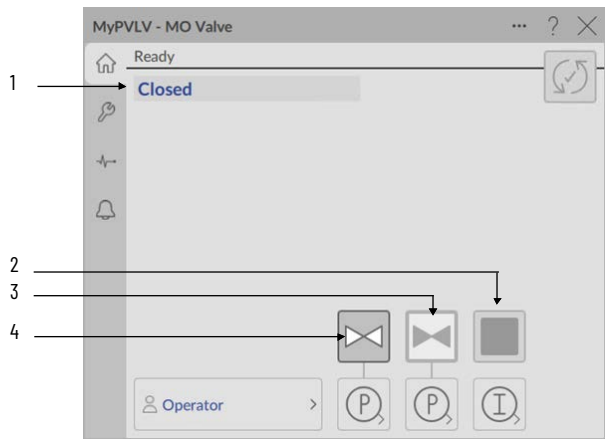 MyPVLV - MO Valve ... ?
Ready
1
Closed
2
3
4
Operator
P P I